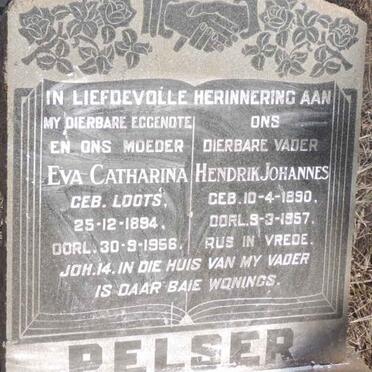 IN LIEFDEVOLLE HERINNERING AAN
MY DIERBARE EGGENOTE
EN ONS MOEDER
EVA CATHARINA
GEB. LOOTS,
25-12-1894,
OORL. 30-9-1956.
ONS
DIERBARE VADER
HENDRIK JOHANNES
GEB. 10-4-1890,
OORL. 9-3-1957.
RUS IN VREDE.
JOH. 14. IN DIE HUIS VAN MY VADER
IS DAAR BAIE WONINGS.
PELSER